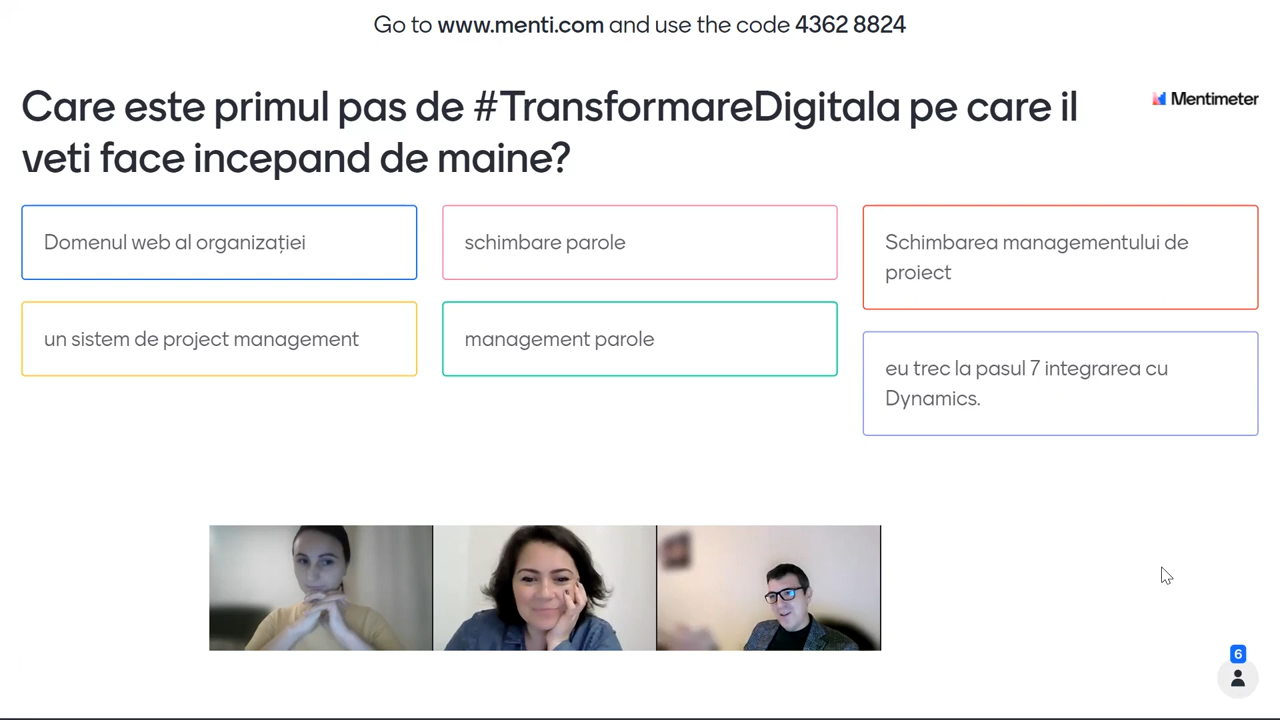 Go to www.menti.com and use the code 4362 8824
Care este primul pas de #TransformareDigitala pe care il
veti face incepand de maine?
Mentimeter
Domenul web al organizației
schimbare parole
Schimbarea managementului de
proiect
un sistem de project management
management parole
eu trec la pasul 7 integrarea cu
Dynamics.
6